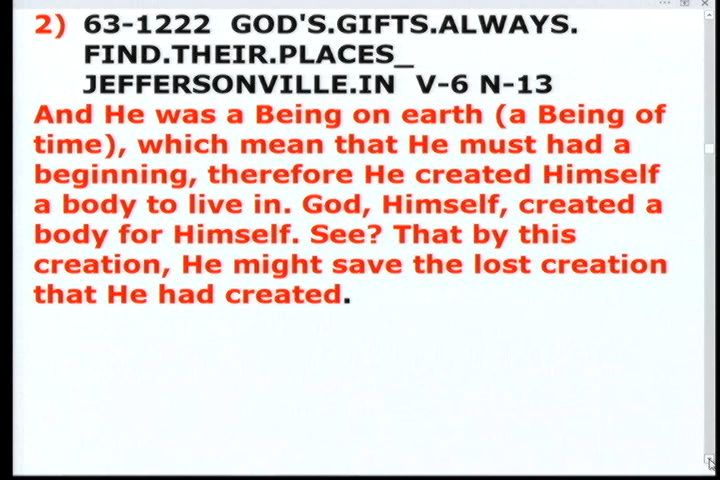 2) 63-1222 GOD'S.GIFTS.ALWAYS.
FIND.THEIR.PLACES_
JEFFERSONVILLE.IN V-6 N-13
And He was a Being on earth (a Being of
time), which mean that He must had a
beginning, therefore He created Himself
a body to live in. God, Himself, created a
body for Himself. See? That by this
creation, He might save the lost creation
that He had created.